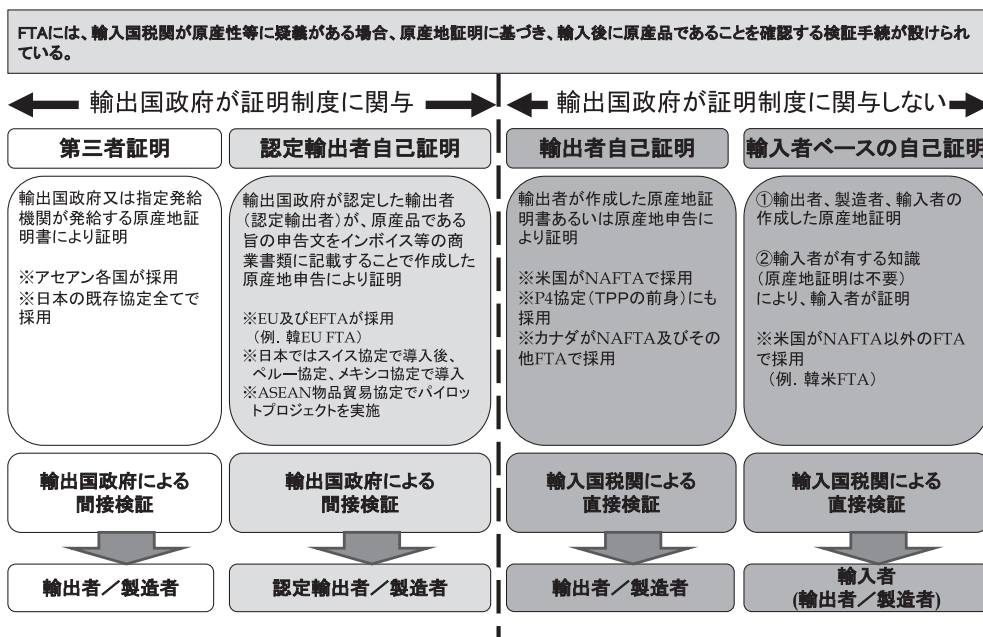 FTAには、輸入国税関が原産性等に疑義がある場合、原産地証明に基づき、輸入後に原産品であることを確認する検証手続が設けられ
ている。
輸出国政府が証明制度に関与
輸出国政府が証明制度に関与しない
第三者証明
輸出国政府又は指定発給
機関が発給する原産地証
明書により証明
※アセアン各国が採用
※日本の既存協定全てで
採用
輸出国政府による
間接検証
輸出者／製造者
認定輸出者自己証明
輸出国政府が認定した輸出者
(認定輸出者)が、原産品である
旨の申告文をインボイス等の商
業書類に記載することで作成した
原産地申告により証明
※EU及びEFTAが採用
(例. 韓EU FTA)
※日本ではスイス協定で導入後、
ペルー協定、メキシコ協定で導入
※ASEAN物品貿易協定でパイロッ
トプロジェクトを実施
輸出国政府による
間接検証
認定輸出者／製造者
輸出者自己証明
輸出者が作成した原産地証
明書あるいは原産地申告に
より証明
※米国がNAFTAで採用
※P4協定(TPPの前身)にも
採用
※カナダがNAFTA及びその
他FTAで採用
輸入国税関による
直接検証
輸出者／製造者
輸入者ベースの自己証明
①輸出者、製造者、輸入者の
作成した原産地証明
②輸入者が有する知識
(原産地証明は不要)
により、輸入者が証明
※米国がNAFTA以外のFTA
で採用
(例. 韓米FTA)
輸入国税関による
直接検証
輸入者
(輸出者／製造者)